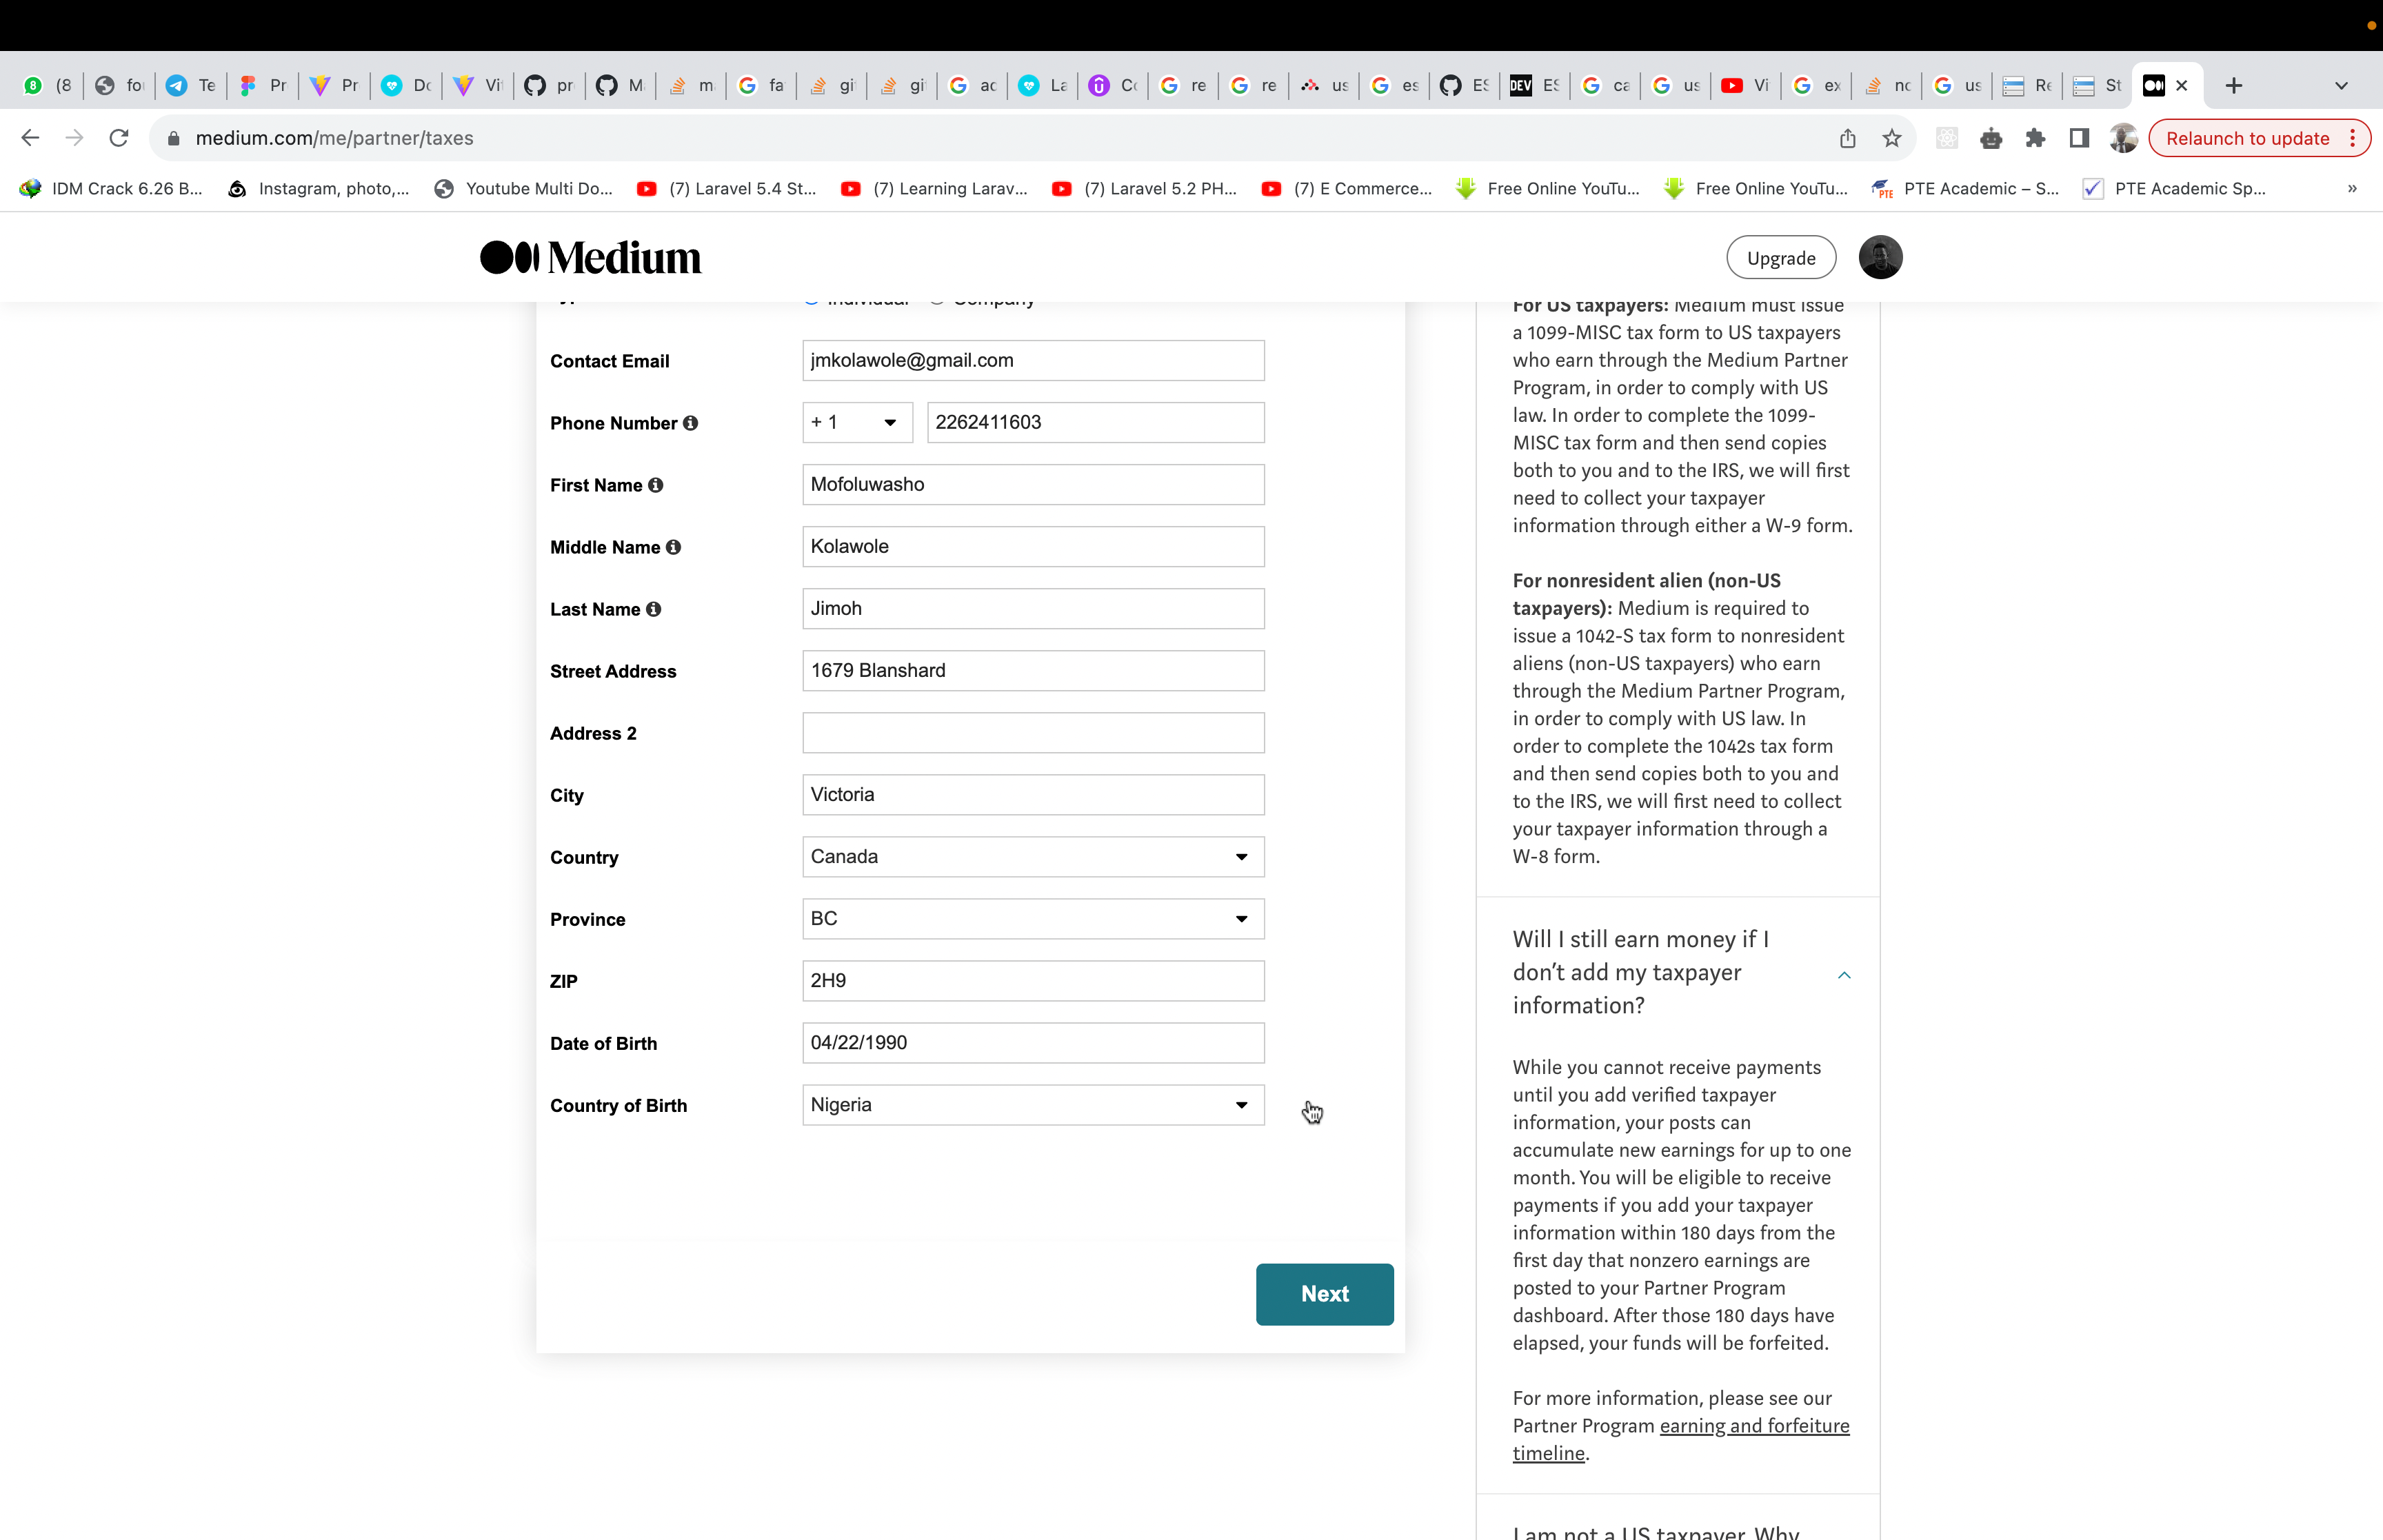 (8
fo
Te
Pr
Pr
Do
Vi
pr
M
m
fa
gi
gi
ac
La
Co
re
re
us
es
ES
DEV
ES
ca
us
Vi
ex
no
us
Re
St
medium.com/me/partner/taxes
Relaunch to update
IDM Crack 6.26 B...
Instagram, photo,...
Youtube Multi Do...
(7) Laravel 5.4 St...
(7) Learning Larav...
(7) Laravel 5.2 PH...
(7) E Commerce...
Free Online YouTu...
Free Online YouTu...
PTE Academic – S...
PTE Academic Sp...
»
Medium
Upgrade
Individual
Company
Contact Email
jmkolawole@gmail.com
Phone Number
+ 1
2262411603
First Name
Mofoluwasho
Middle Name
Kolawole
Last Name
Jimoh
Street Address
1679 Blanshard
Address 2
City
Victoria
Country
Canada
Province
BC
ZIP
2H9
Date of Birth
04/22/1990
Country of Birth
Nigeria
Next
For US taxpayers: Medium must issue
a 1099-MISC tax form to US taxpayers
who earn through the Medium Partner
Program, in order to comply with US
law. In order to complete the 1099-
MISC tax form and then send copies
both to you and to the IRS, we will first
need to collect your taxpayer
information through either a W-9 form.
For nonresident alien (non-US
taxpayers): Medium is required to
issue a 1042-S tax form to nonresident
aliens (non-US taxpayers) who earn
through the Medium Partner Program,
in order to comply with US law. In
order to complete the 1042s tax form
and then send copies both to you and
to the IRS, we will first need to collect
your taxpayer information through a
W-8 form.
Will I still earn money if I
don’t add my taxpayer
information?
While you cannot receive payments
until you add verified taxpayer
information, your posts can
accumulate new earnings for up to one
month. You will be eligible to receive
payments if you add your taxpayer
information within 180 days from the
first day that nonzero earnings are
posted to your Partner Program
dashboard. After those 180 days have
elapsed, your funds will be forfeited.
For more information, please see our
Partner Program earning and forfeiture
timeline.
I am not a US taxpayer. Why